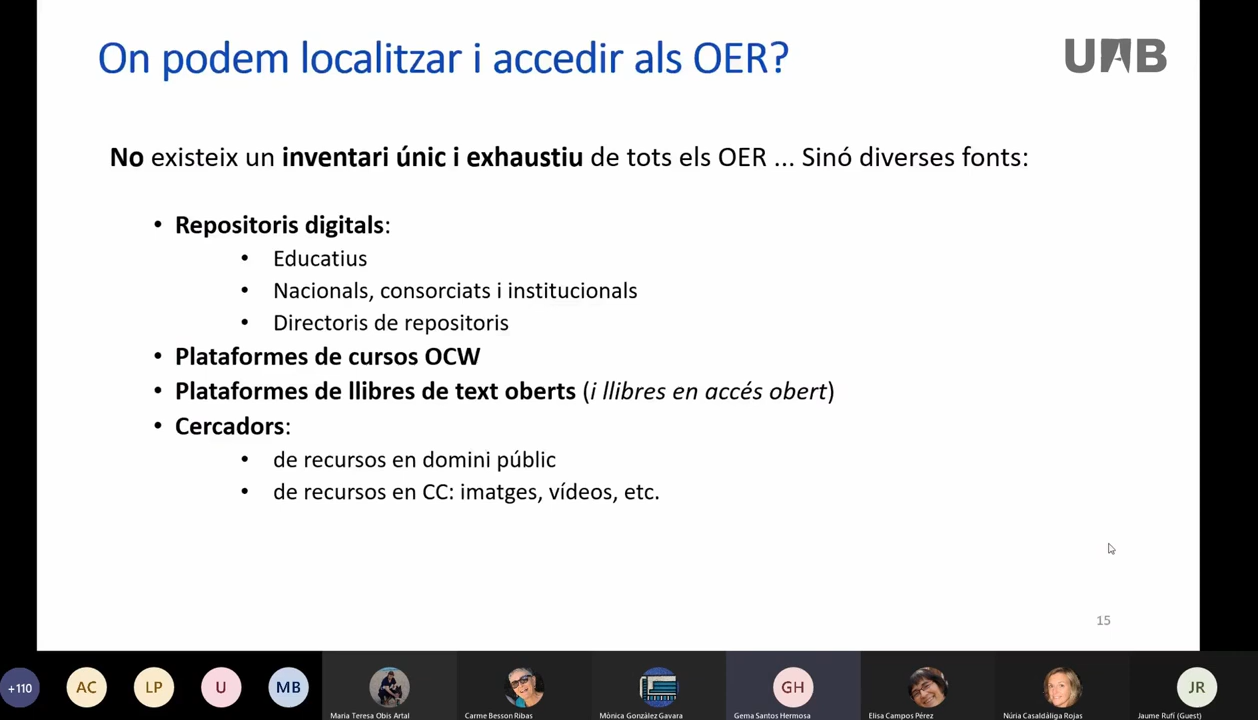 On podem localitzar i accedir als OER?
UAB
No existeix un inventari únic i exhaustiu de tots els OER ... Sinó diverses fonts:
• Repositoris digitals:
• Educatius
• Nacionals, consorciats i institucionals
• Directoris de repositoris
• Plataformes de cursos OCW
• Plataformes de llibres de text oberts (i llibres en accés obert)
• Cercadors:
• de recursos en domini públic
• de recursos en CC: imatges, vídeos, etc.
15
+110 AC LP U MB GH JR
Maria Teresa Obis Artal Carme Besson Ribas Mònica González Gavara Gema Santos Hermosa Elisa Campos Pérez Núria Casaldàliga Rojas Jaume Rufí (Guest)